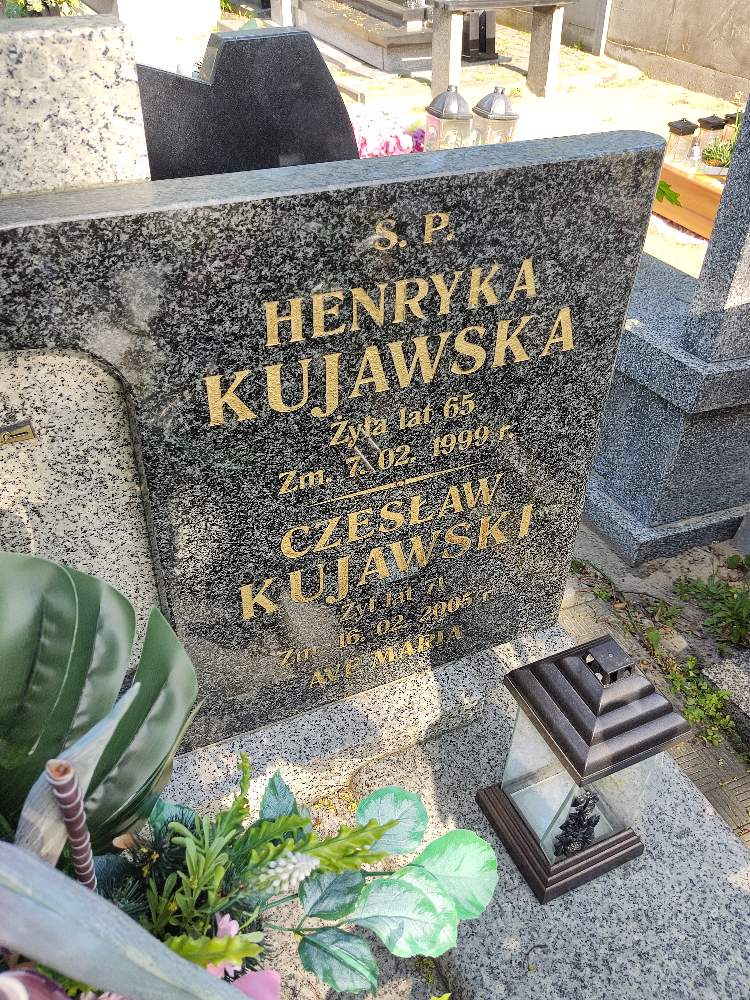 Ś. P.
HENRYKA
KUJAWSKA
Żyła lat 65
Zm. 7. 02. 1999 r.
CZESŁAW
KUJAWSKI
Żył lat 71
Zm. 16. 02. 2005 r.
AVE MARIA